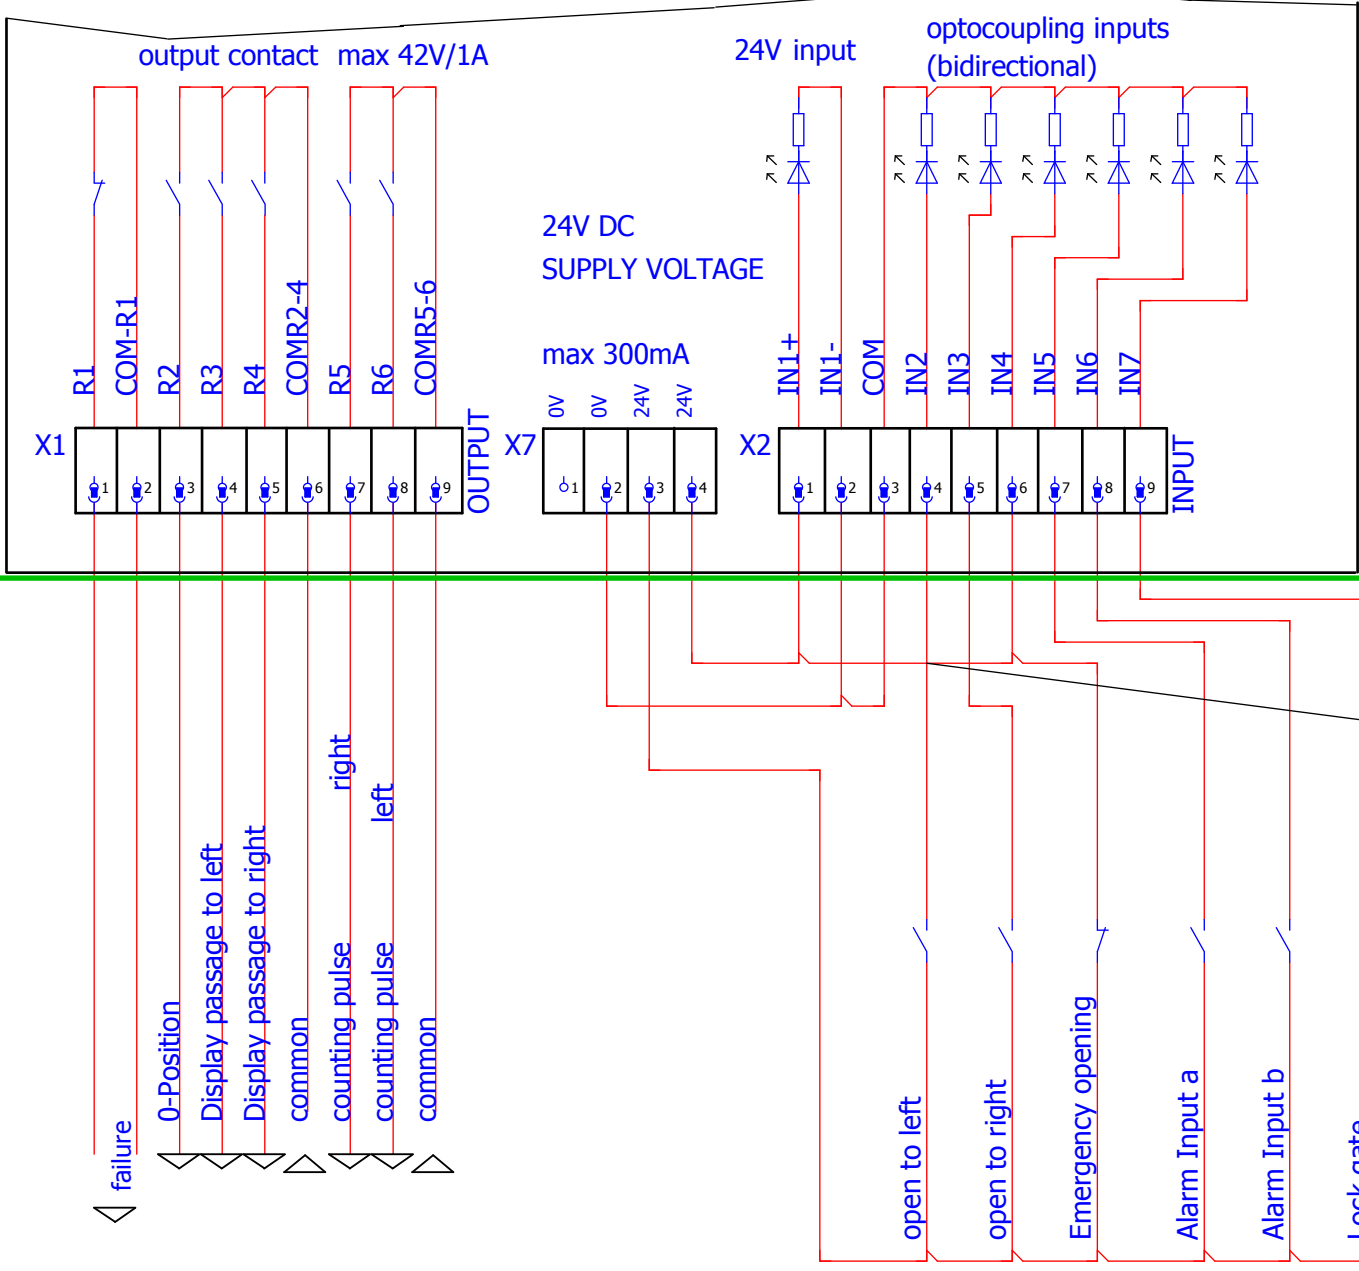 output contact max 42V/1A
24V input
optocoupling inputs
(bidirectional)
24V DC
SUPPLY VOLTAGE
max 300mA
R1
COM-R1
R2
R3
R4
COMR2-4
R5
R6
COMR5-6
0V
0V
24V
24V
IN1+
IN1-
COM
IN2
IN3
IN4
IN5
IN6
IN7
X1
1
2
3
4
5
6
7
8
9
OUTPUT
X7
1
2
3
4
X2
1
2
3
4
5
6
7
8
9
INPUT
failure
0-Position
Display passage to left
Display passage to right
common
counting pulse right
counting pulse left
common
open to left
open to right
Emergency opening
Alarm Input a
Alarm Input b
Lock gate